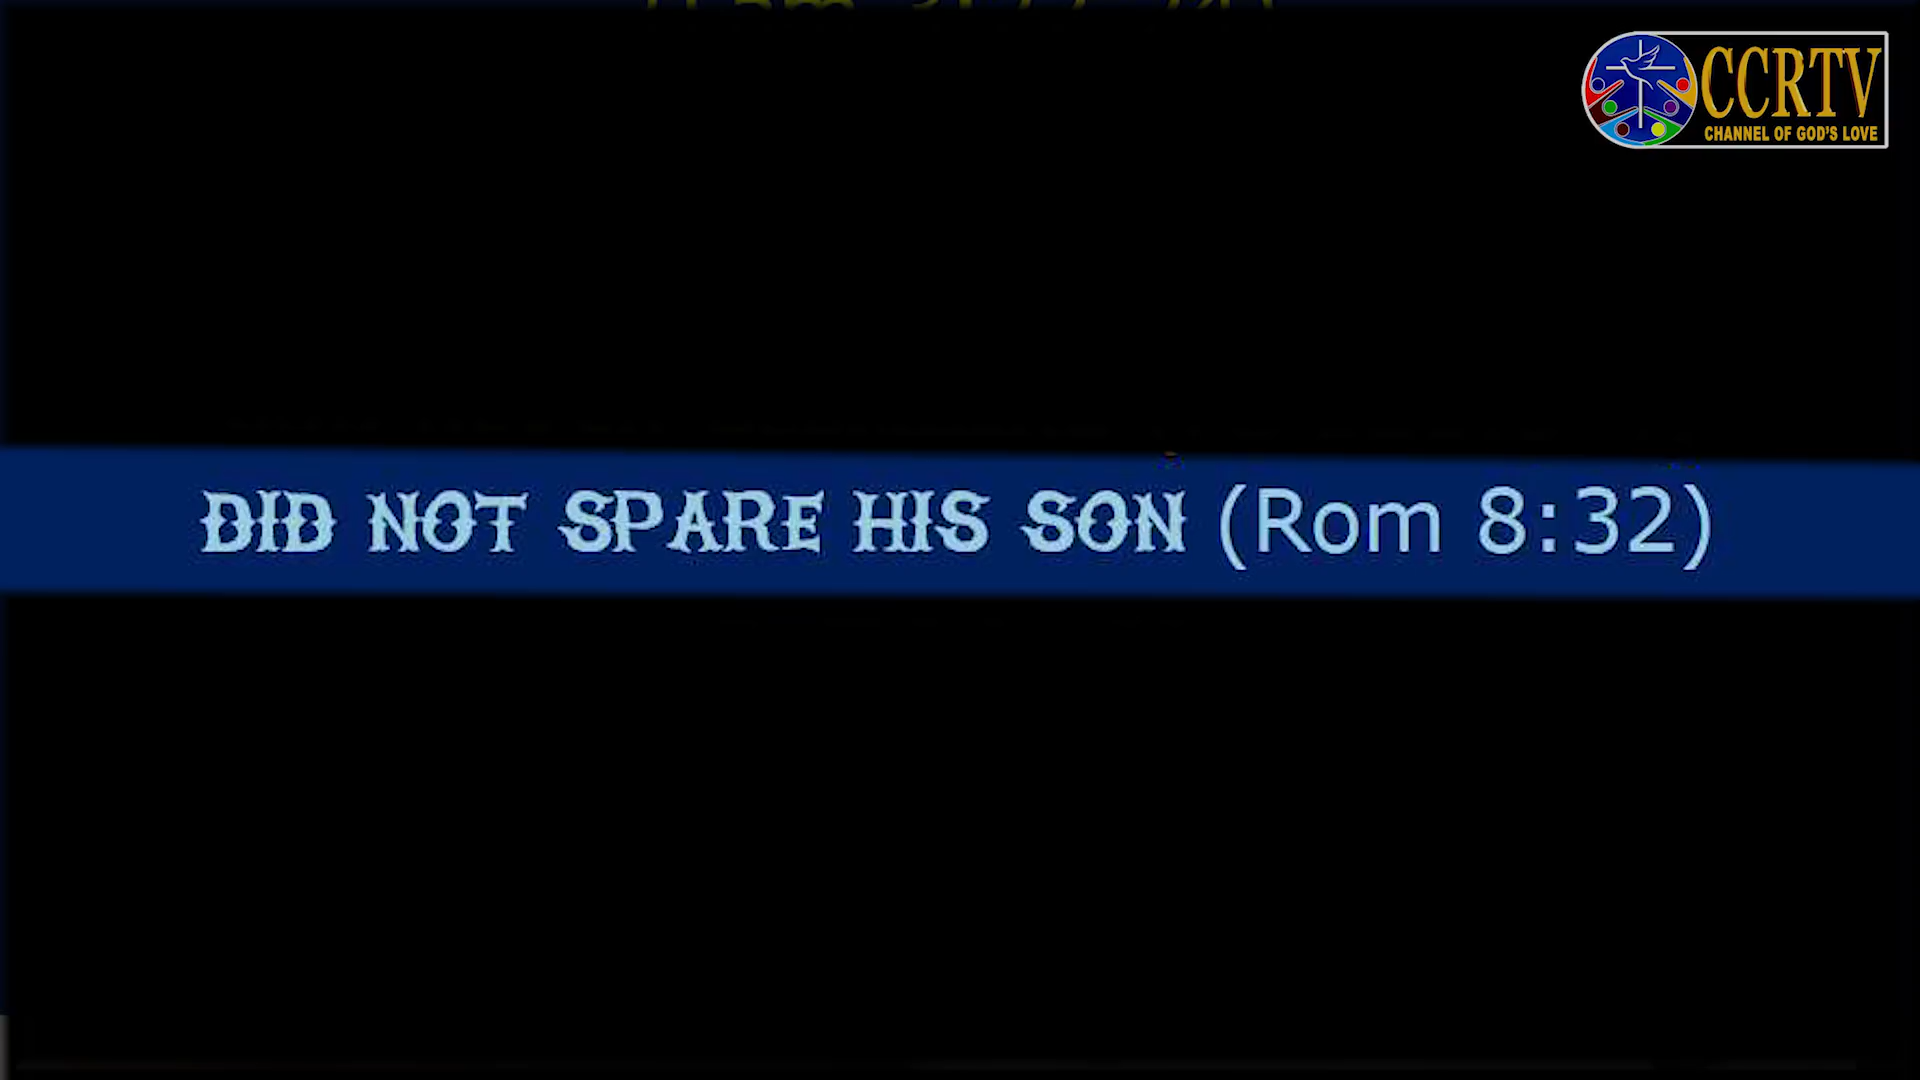 CCRTV
CHANNEL OF GOD'S LOVE
DID NOT SPARE HIS SON (Rom 8:32)